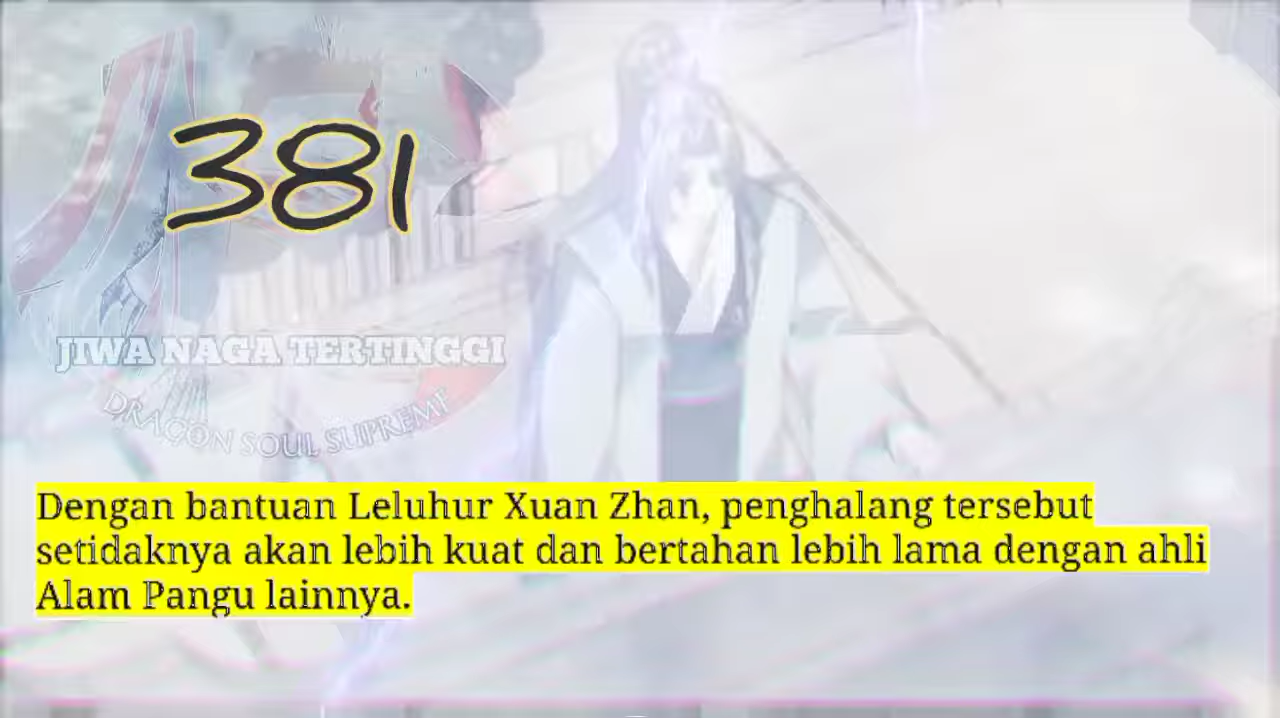 381
JIWA NAGA TERTINGGI
DRAGON SOUL SUPREME
Dengan bantuan Leluhur Xuan Zhan, penghalang tersebut
setidaknya akan lebih kuat dan bertahan lebih lama dengan ahli
Alam Pangu lainnya.